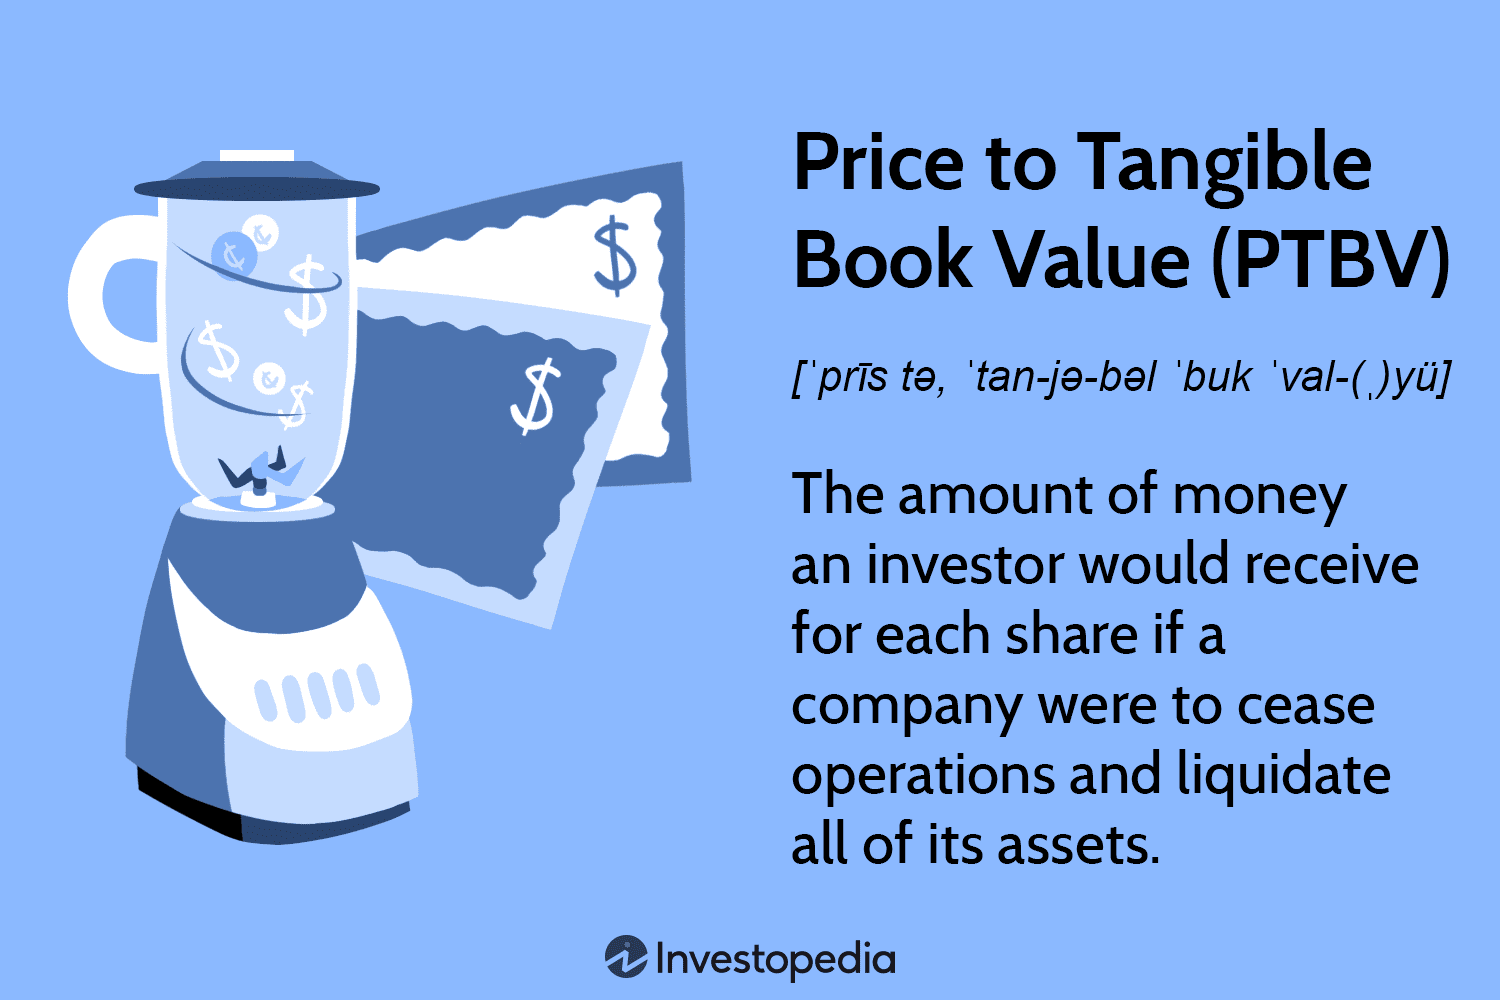 Price to Tangible
Book Value (PTBV)
[ˈprīs tə, ˈtan-jə-bəl ˈbuk ˈval-(ˌ)yü]
The amount of money
an investor would receive
for each share if a
company were to cease
operations and liquidate
all of its assets.
Investopedia